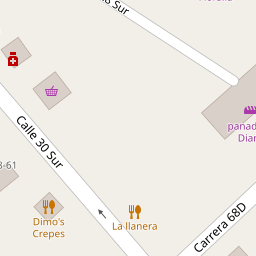 Sur
panad
Dian
Calle 30 Sur
8-61
Dimo's
Crepes
La llanera
Carrera 68D